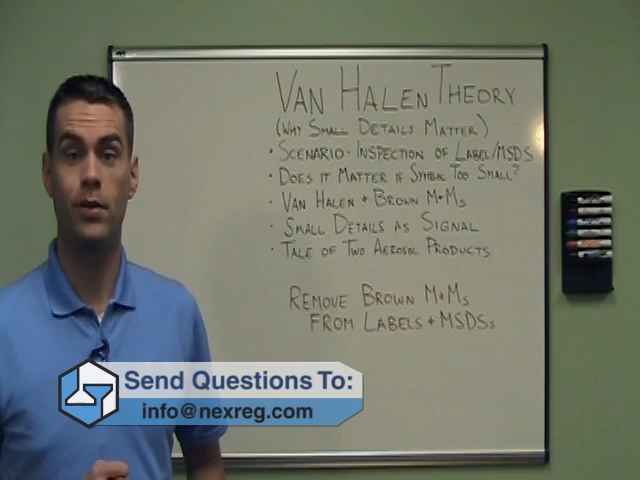 VAN HALEN THEORY
(WHY SMALL DETAILS MATTER)
• SCENARIO - INSPECTION OF LABEL/MSDS
• DOES IT MATTER IF SYMBOL TOO SMALL?
• VAN HALEN + BROWN M+Ms
• SMALL DETAILS AS SIGNAL
• TALE OF TWO AEROSOL PRODUCTS
REMOVE BROWN M+Ms
FROM LABELS + MSDSs
Send Questions To:
info@nexreg.com